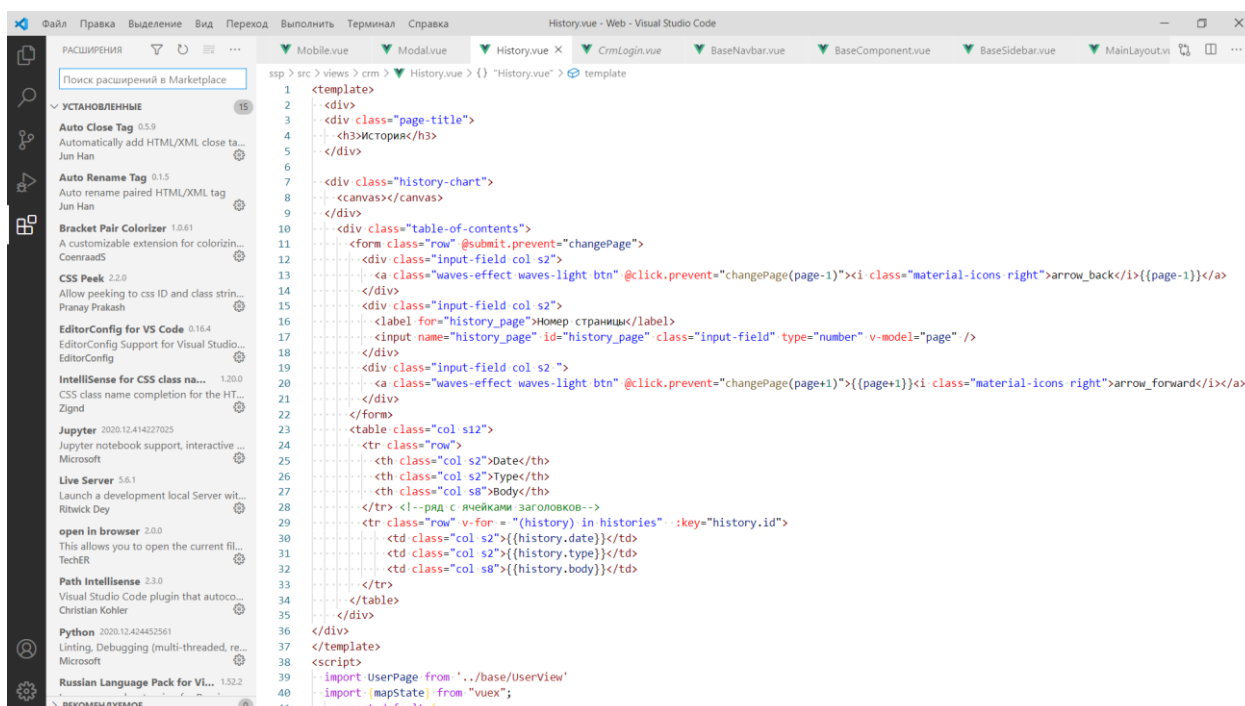 Файл Правка Выделение Вид Переход Выполнить Терминал Справка History.vue - Web - Visual Studio Code
РАСШИРЕНИЯ
Mobile.vue Modal.vue History.vue CrmLogin.vue BaseNavbar.vue BaseComponent.vue BaseSidebar.vue MainLayout.vu
Поиск расширений в Marketplace
УСТАНОВЛЕННЫЕ 15
Auto Close Tag 0.5.9
Automatically add HTML/XML close ta...
Jun Han
Auto Rename Tag 0.1.5
Auto rename paired HTML/XML tag
Jun Han
Bracket Pair Colorizer 1.0.61
A customizable extension for colorizin...
CoenraadS
CSS Peek 2.2.0
Allow peeking to css ID and class strin...
Pranay Prakash
EditorConfig for VS Code 0.16.4
EditorConfig Support for Visual Studio...
EditorConfig
IntelliSense for CSS class na... 1.20.0
CSS class name completion for the HT...
Zignd
Jupyter 2020.12.414227025
Jupyter notebook support, interactive ...
Microsoft
Live Server 5.6.1
Launch a development local Server wit...
Ritwick Dey
open in browser 2.0.0
This allows you to open the current fil...
TechER
Path Intellisense 2.3.0
Visual Studio Code plugin that autoco...
Christian Kohler
Python 2020.12.424452561
Linting, Debugging (multi-threaded, re...
Microsoft
Russian Language Pack for Vi... 1.52.2
РЕКОМЕНДУЕМОЕ 0
ssp > src > views > crm > History.vue > {} "History.vue" > template
1 <template>
2 <div>
3 <div class="page-title">
4 <h3>История</h3>
5 </div>
6
7 <div class="history-chart">
8 <canvas></canvas>
9 </div>
10 <div class="table-of-contents">
11 <form class="row" @submit.prevent="changePage">
12 <div class="input-field col s2">
13 <a class="waves-effect waves-light btn" @click.prevent="changePage(page-1)"><i class="material-icons right">arrow_back</i>{{page-1}}</a>
14 </div>
15 <div class="input-field col s2">
16 <label for="history_page">Номер страницы</label>
17 <input name="history_page" id="history_page" class="input-field" type="number" v-model="page" />
18 </div>
19 <div class="input-field col s2 ">
20 <a class="waves-effect waves-light btn" @click.prevent="changePage(page+1)">{{page+1}}<i class="material-icons right">arrow_forward</i></a>
21 </div>
22 </form>
23 <table class="col s12">
24 <tr class="row">
25 <th class="col s2">Date</th>
26 <th class="col s2">Type</th>
27 <th class="col s8">Body</th>
28 </tr> <!--ряд с ячейками заголовков-->
29 <tr class="row" v-for = "(history) in histories" :key="history.id">
30 <td class="col s2">{{history.date}}</td>
31 <td class="col s2">{{history.type}}</td>
32 <td class="col s8">{{history.body}}</td>
33 </tr>
34 </table>
35 </div>
36 </div>
37 </template>
38 <script>
39 import UserPage from '../base/UserView'
40 import {mapState} from "vuex";